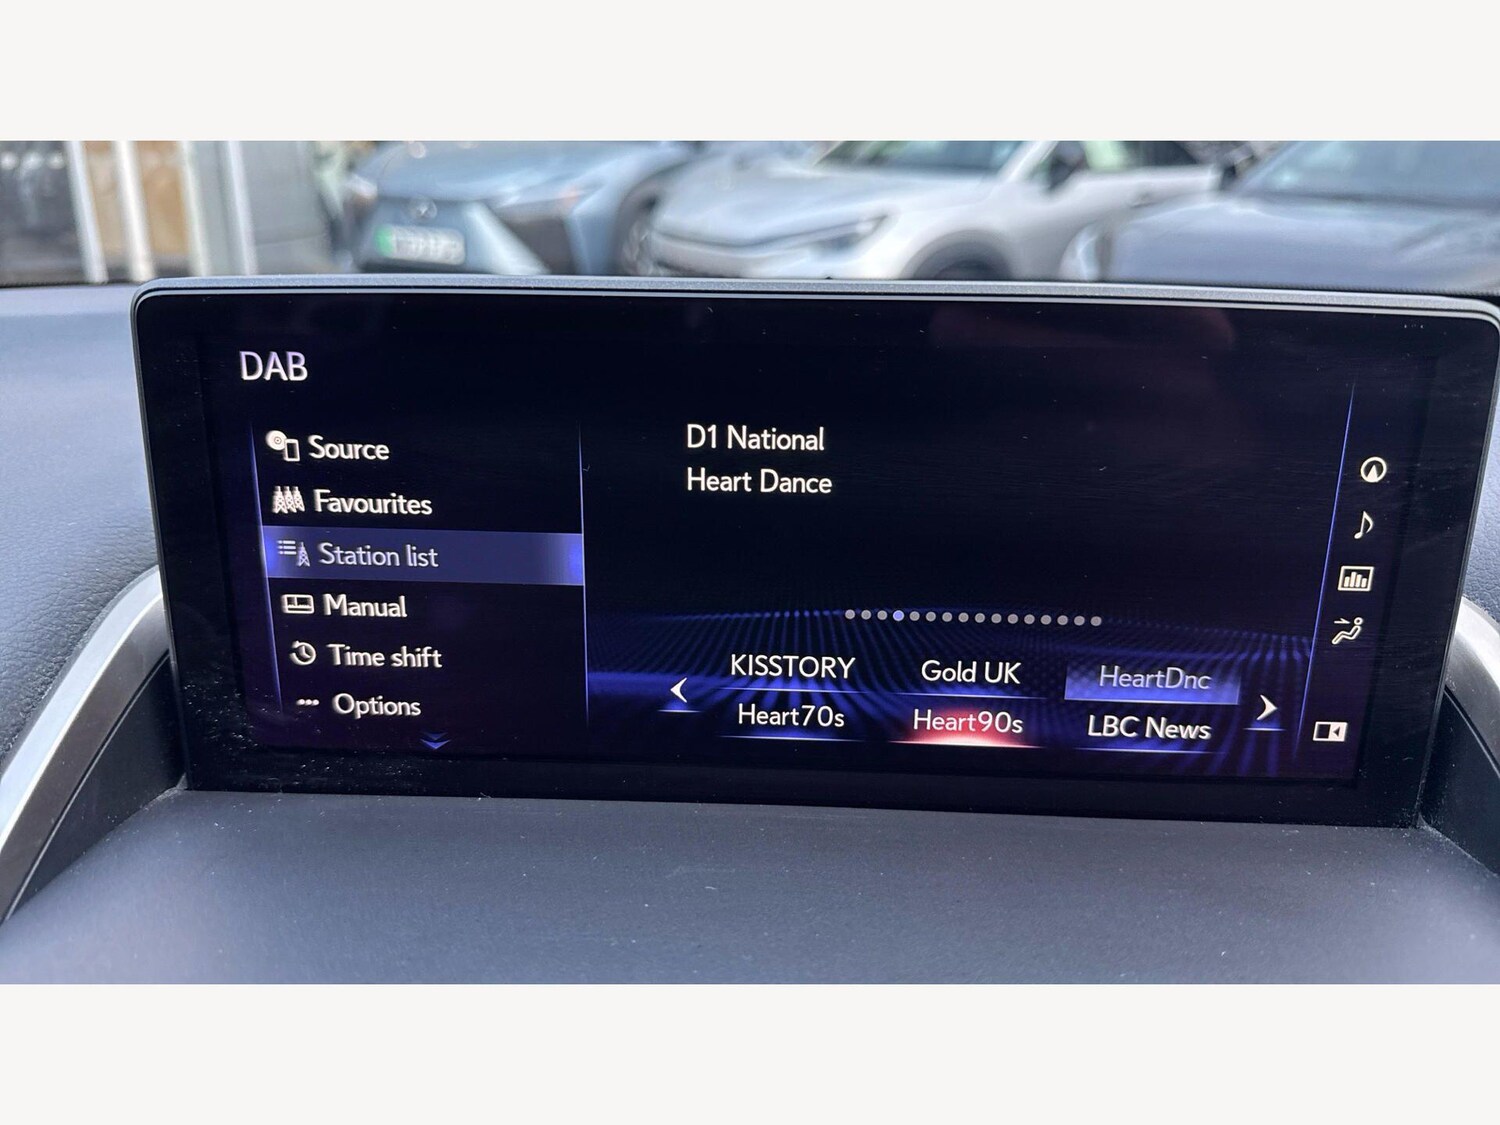 DAB
Source
Favourites
Station list
Manual
Time shift
Options
D1 National
Heart Dance
KISSTORY
Gold UK
HeartDnc
Heart70s
Heart90s
LBC News